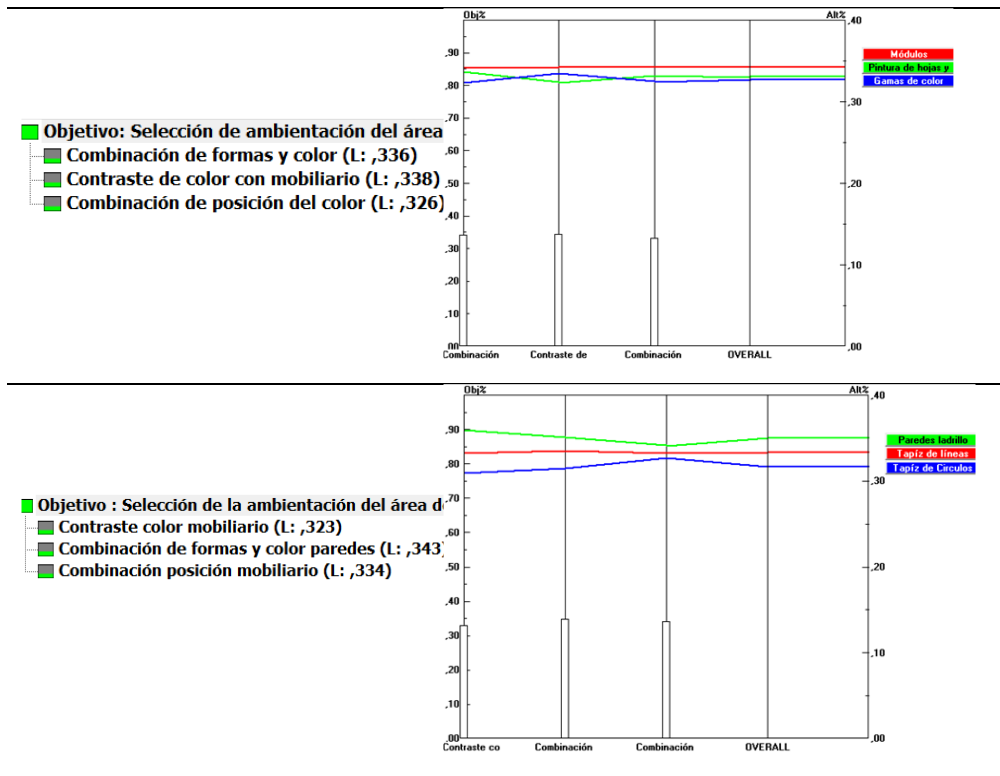 Objetivo: Selección de ambientación del área
Combinación de formas y color (L: ,336)
Contraste de color con mobiliario (L: ,338)
Combinación de posición del color (L: ,326)
Obj%
Alt%
,90
,80
,70
,60
,50
,40
,30
,20
,10
,00
,40
,30
,20
,10
,00
Combinación
Contraste de
Combinación
OVERALL
Módulos
Pintura de hojas y
Gamas de color
Objetivo : Selección de la ambientación del área d
Contraste color mobiliario (L: ,323)
Combinación de formas y color paredes (L: ,343)
Combinación posición mobiliario (L: ,334)
Obj%
Alt%
,90
,80
,70
,60
,50
,40
,30
,20
,10
,00
,40
,30
,20
,10
,00
Contraste co
Combinación
Combinación
OVERALL
Paredes ladrillo
Tapíz de líneas
Tapíz de Circulos